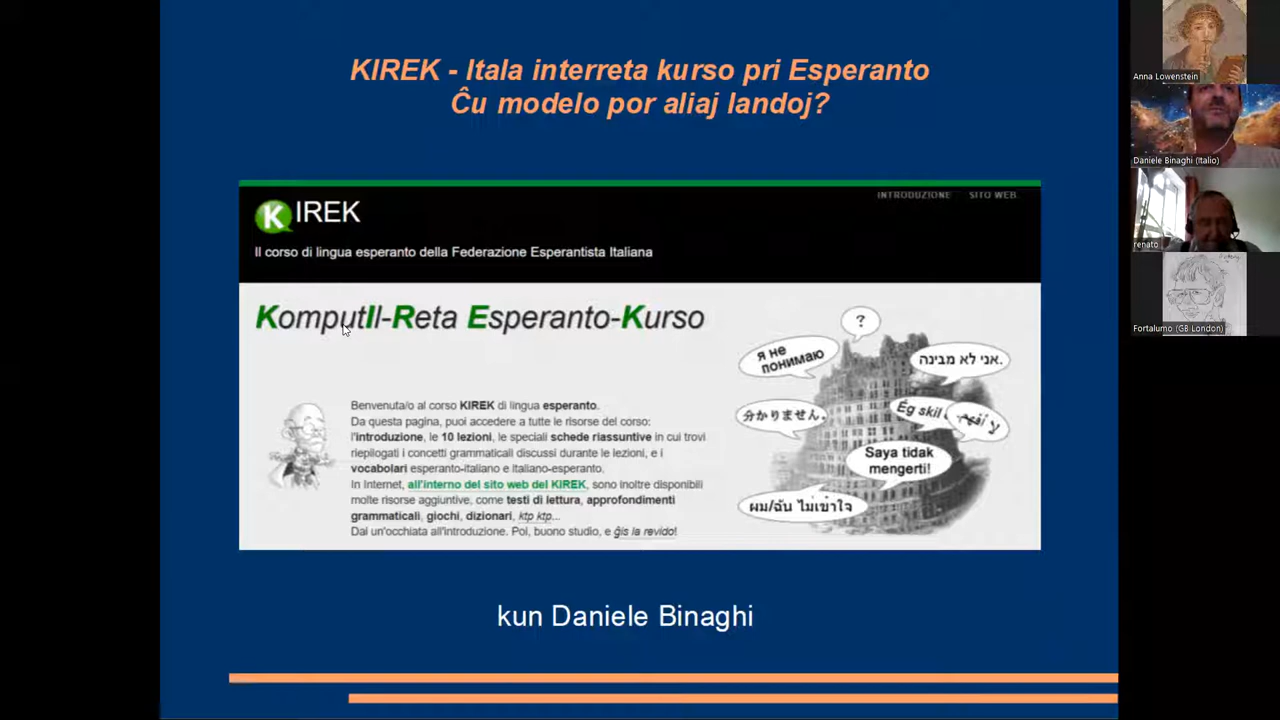 KIREK - Itala interreta kurso pri Esperanto
Ĉu modelo por aliaj landoj?
INTRODUZIONE SITO WEB
KIREK
Il corso di lingua esperanto della Federazione Esperantista Italiana
KomputIl-Reta Esperanto-Kurso
?
я не
понимаю
אני לא מבינה.
分かりません。
Ég skil
Saya tidak
mengerti!
ผม/ฉัน ไม่เข้าใจ
Benvenuta/o al corso KIREK di lingua esperanto.
Da questa pagina, puoi accedere a tutte le risorse del corso:
l'introduzione, le 10 lezioni, le speciali schede riassuntive in cui trovi
riepilogati i concetti grammaticali discussi durante le lezioni, e i
vocabolari esperanto-italiano e italiano-esperanto.
In Internet, all'interno del sito web del KIREK, sono inoltre disponibili
molte risorse aggiuntive, come testi di lettura, approfondimenti
grammaticali, giochi, dizionari, ktp ktp...
Dai un'occhiata all'introduzione. Poi, buono studio, e ĝis la revido!
kun Daniele Binaghi
Anna Lowenstein
Daniele Binaghi (Italio)
renato
Fortalumo (GB London)